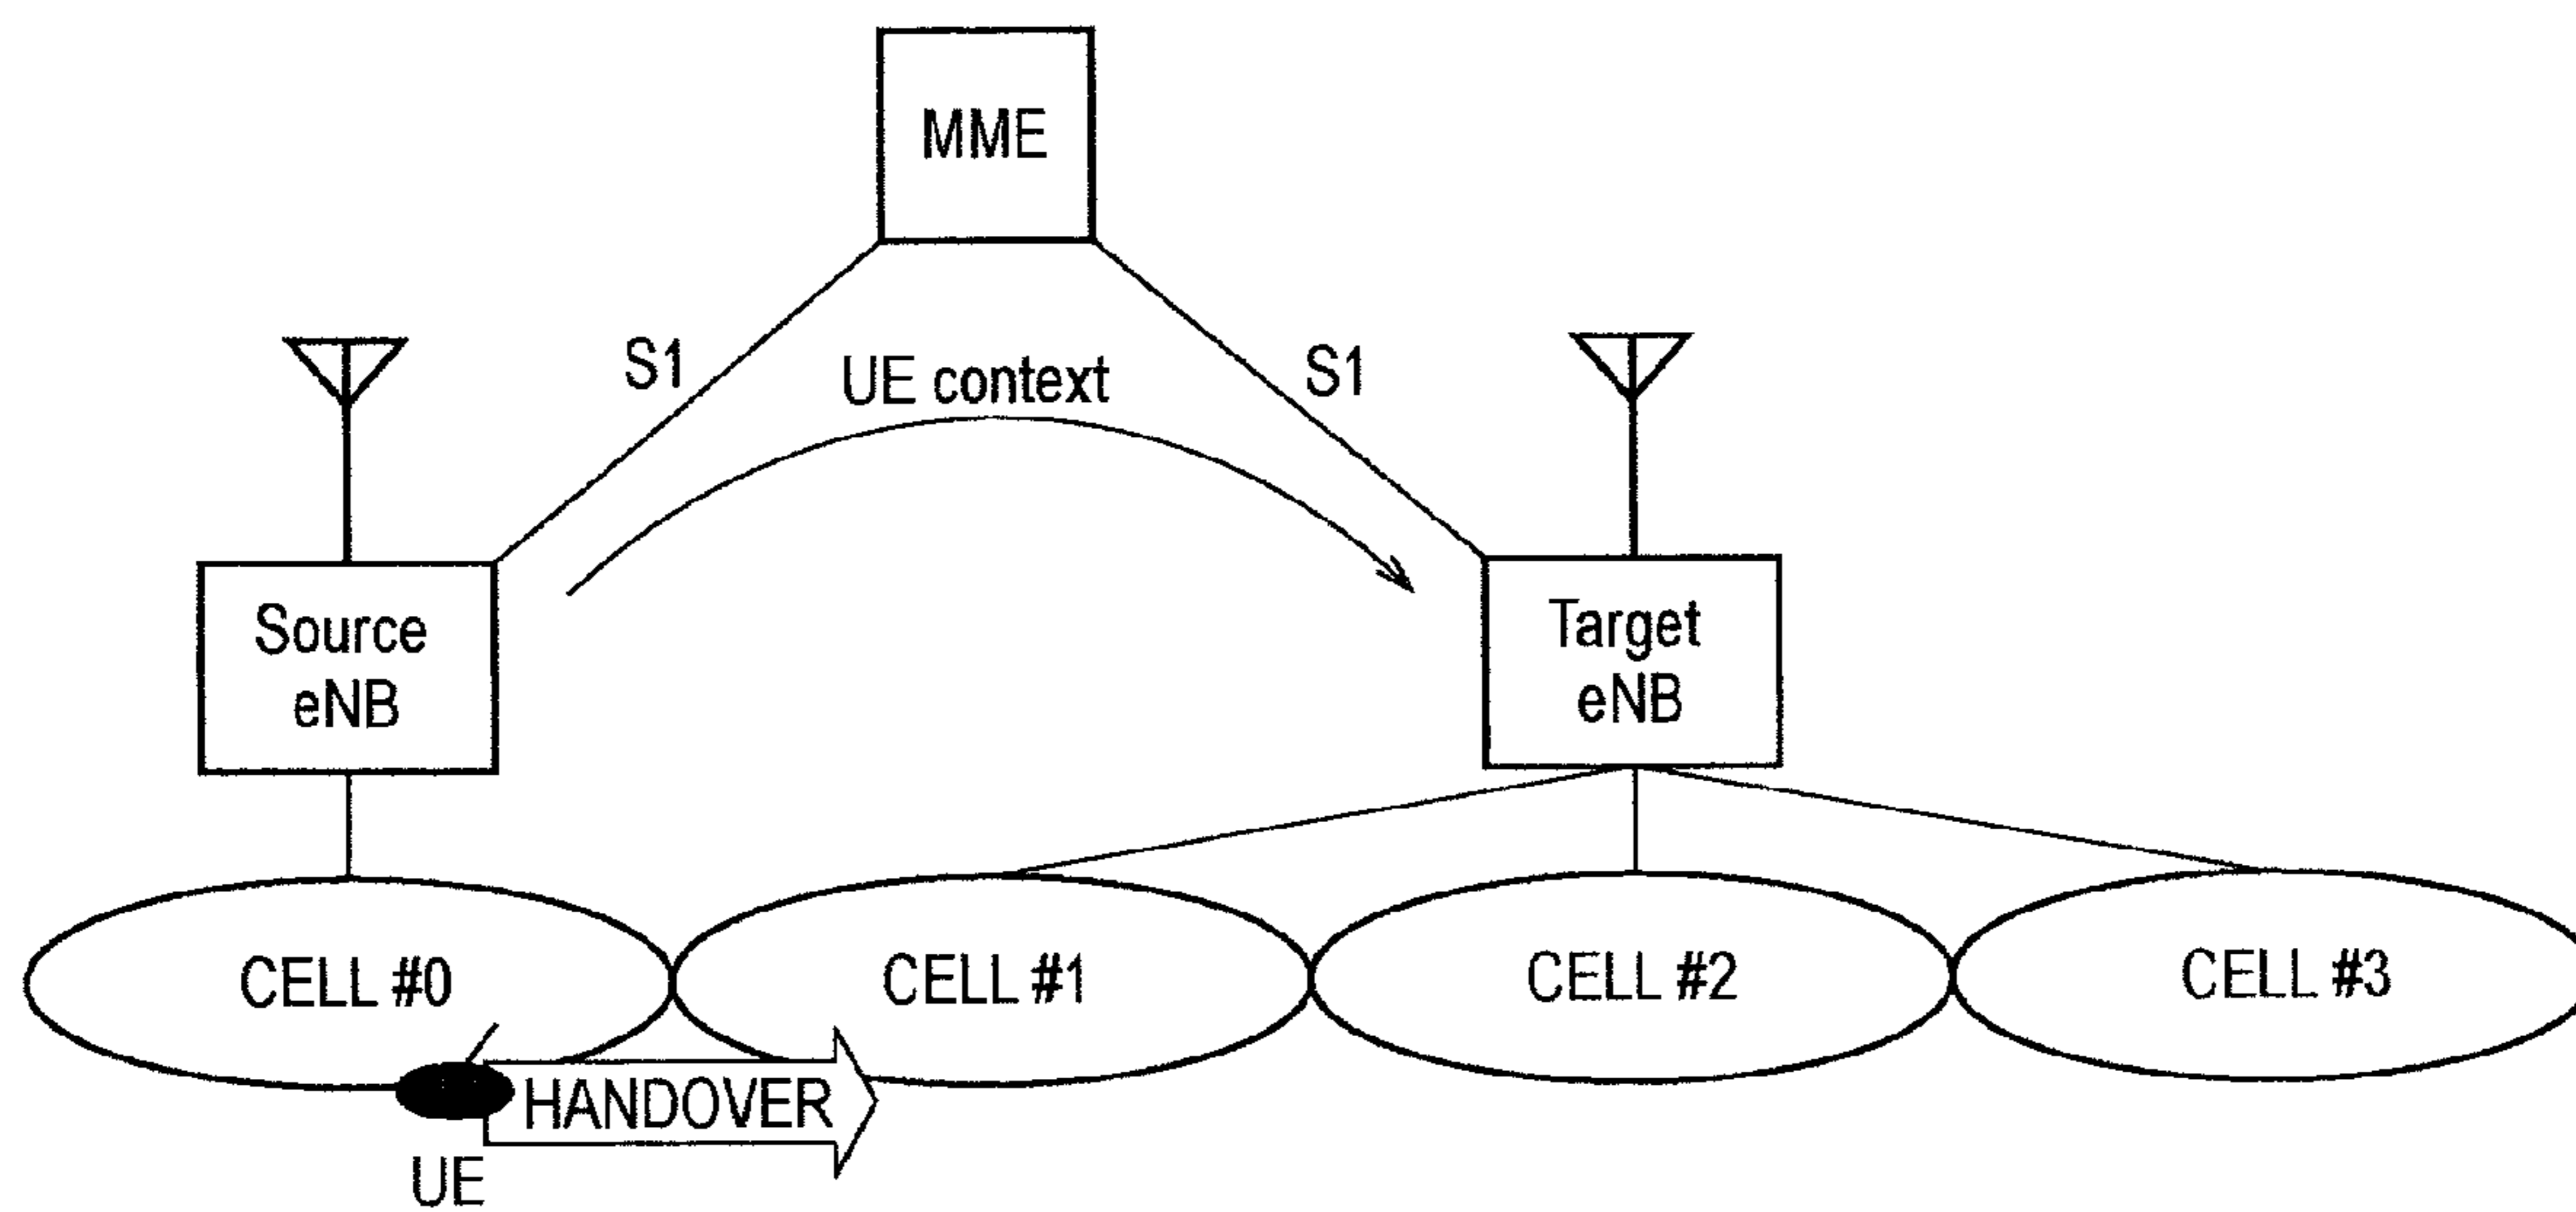 MME
S1
UE context
S1
Source
eNB
Target
eNB
CELL #0
CELL #1
CELL #2
CELL #3
HANDOVER
UE